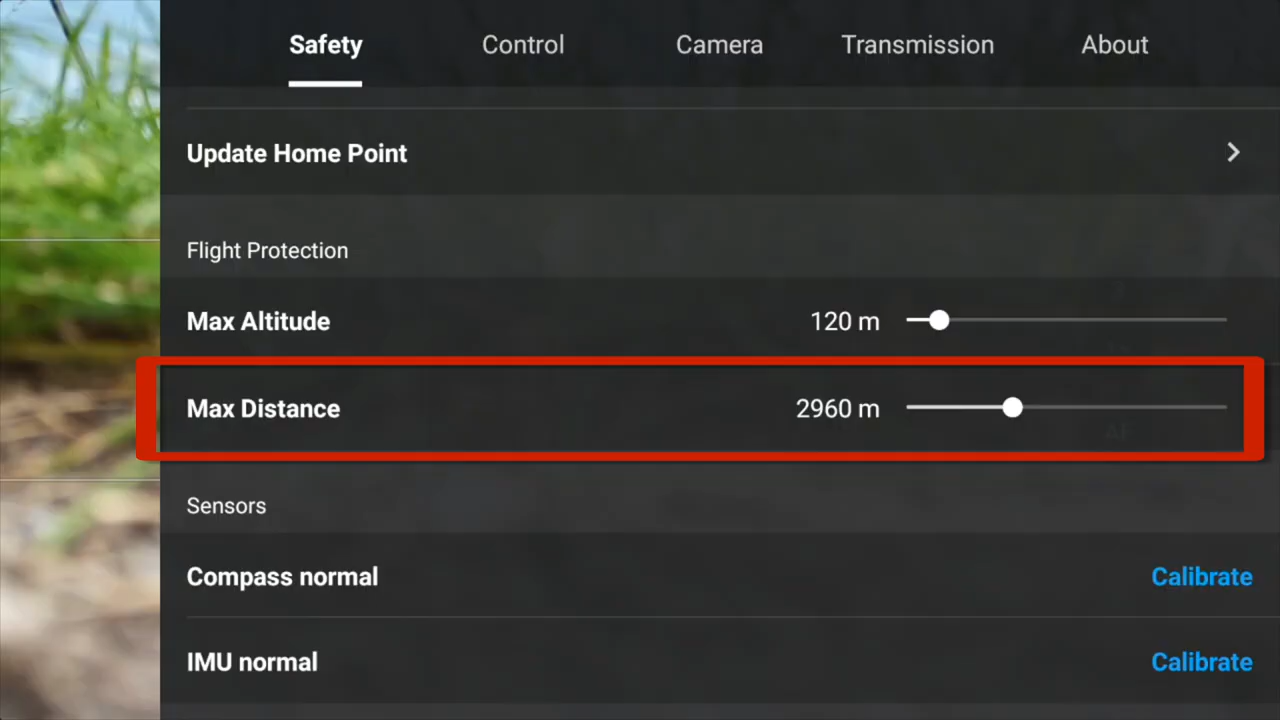 Safety Control Camera Transmission About
Update Home Point
Flight Protection
Max Altitude 120 m
Max Distance 2960 m
Sensors
Compass normal Calibrate
IMU normal Calibrate